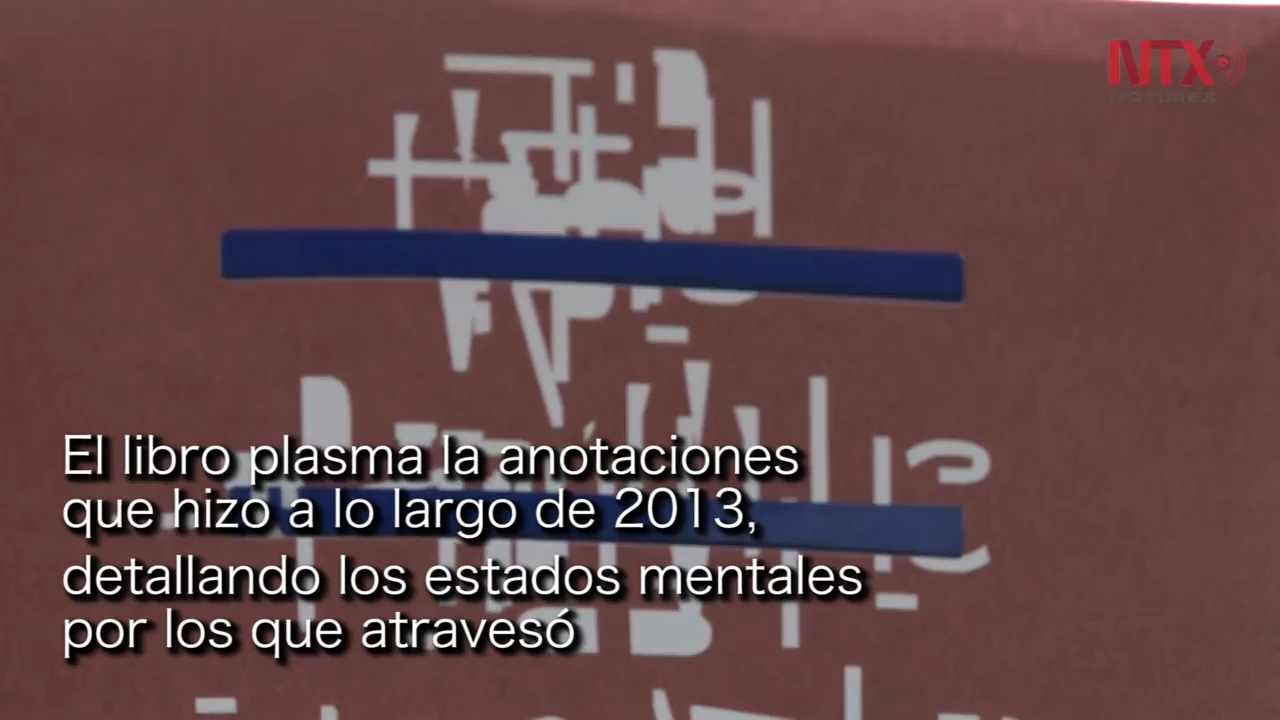 NTX
NOTIMEX
El libro plasma la anotaciones
que hizo a lo largo de 2013,
detallando los estados mentales
por los que atravesó